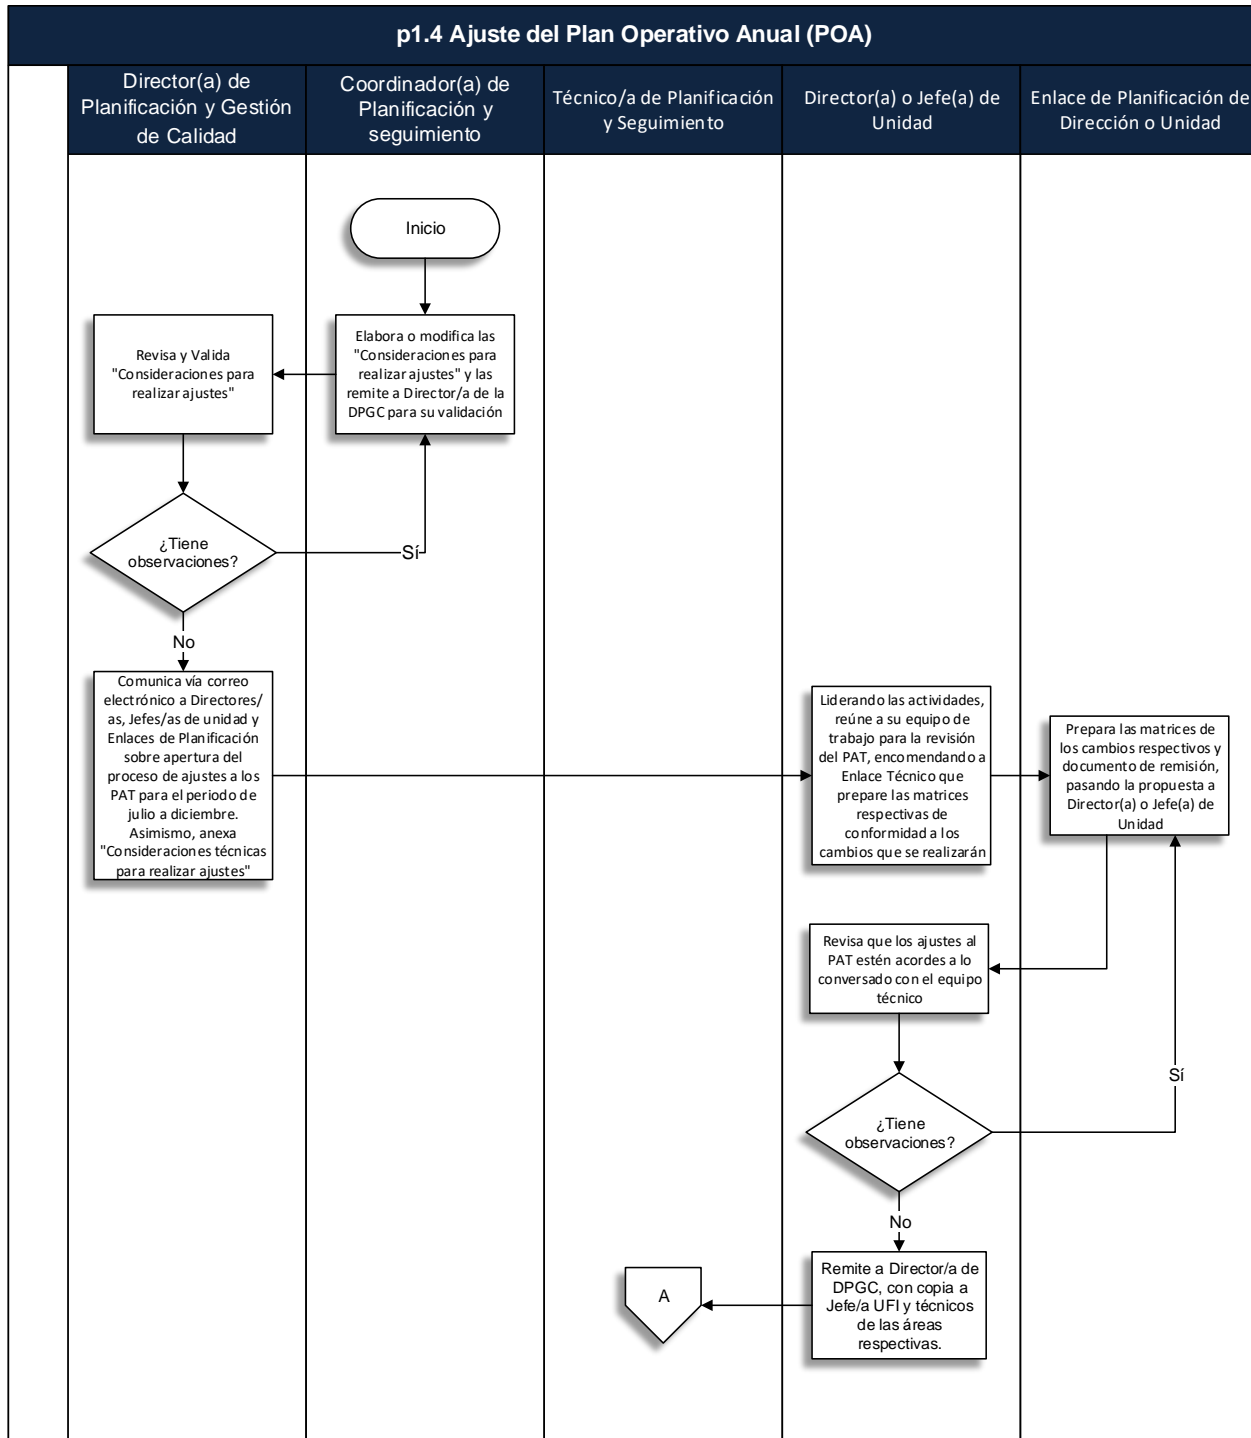 p1.4 Ajuste del Plan Operativo Anual (POA)
Director(a) de
Planificación y Gestión
de Calidad
Coordinador(a) de
Planificación y
seguimiento
Técnico/a de Planificación
y Seguimiento
Director(a) o Jefe(a) de
Unidad
Enlace de Planificación de
Dirección o Unidad
Inicio
Elabora o modifica las
"Consideraciones para
realizar ajustes" y las
remite a Director/a de la
DPGC para su validación
Revisa y Valida
"Consideraciones para
realizar ajustes"
¿Tiene
observaciones?
Sí
No
Comunica vía correo
electrónico a Directores/
as, Jefes/as de unidad y
Enlaces de Planificación
sobre apertura del
proceso de ajustes a los
PAT para el periodo de
julio a diciembre.
Asimismo, anexa
"Consideraciones técnicas
para realizar ajustes"
Liderando las actividades,
reúne a su equipo de
trabajo para la revisión
del PAT, encomendando a
Enlace Técnico que
prepare las matrices
respectivas de
conformidad a los
cambios que se realizarán
Prepara las matrices de
los cambios respectivos y
documento de remisión,
pasando la propuesta a
Director(a) o Jefe(a) de
Unidad
Revisa que los ajustes al
PAT estén acordes a lo
conversado con el equipo
técnico
¿Tiene
observaciones?
Sí
No
Remite a Director/a de
DPGC, con copia a
Jefe/a UFI y técnicos
de las áreas
respectivas.
A